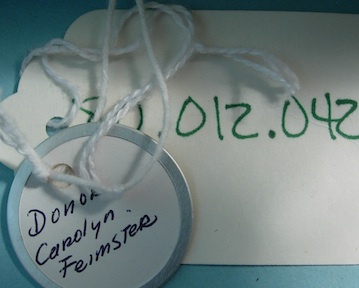 .012.042
Donor
Carolyn
Feimster